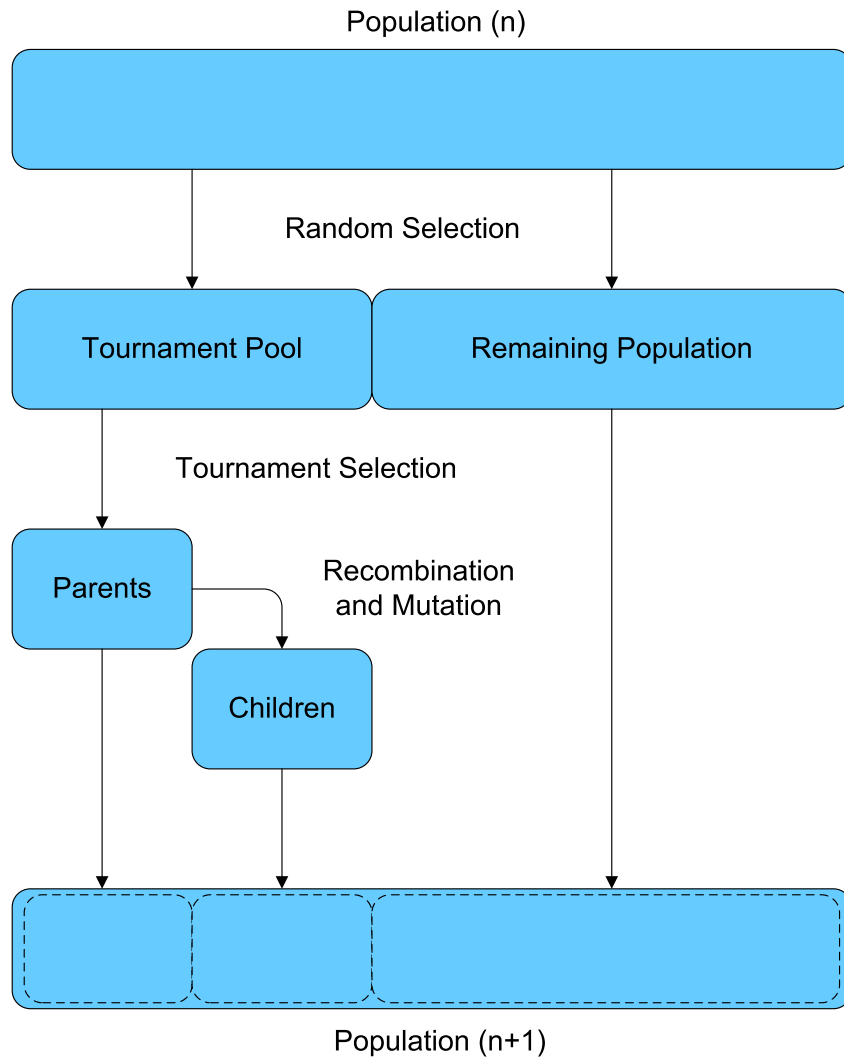 Population (n)
Random Selection
Tournament Pool
Remaining Population
Tournament Selection
Parents
Recombination
and Mutation
Children
Population (n+1)